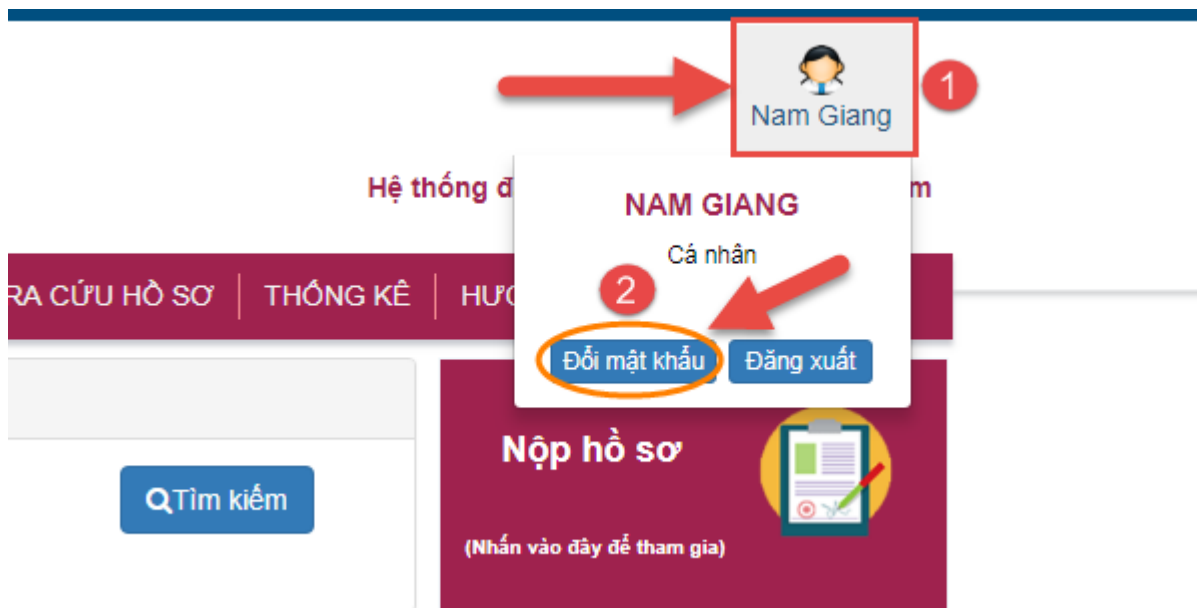 1
Nam Giang
Hệ thống đ m
NAM GIANG
Cá nhân
RA CỨU HỒ SƠ THỐNG KÊ HƯC
2
Đổi mật khẩu Đăng xuất
Nộp hồ sơ
Tìm kiếm
(Nhấn vào đây để tham gia)